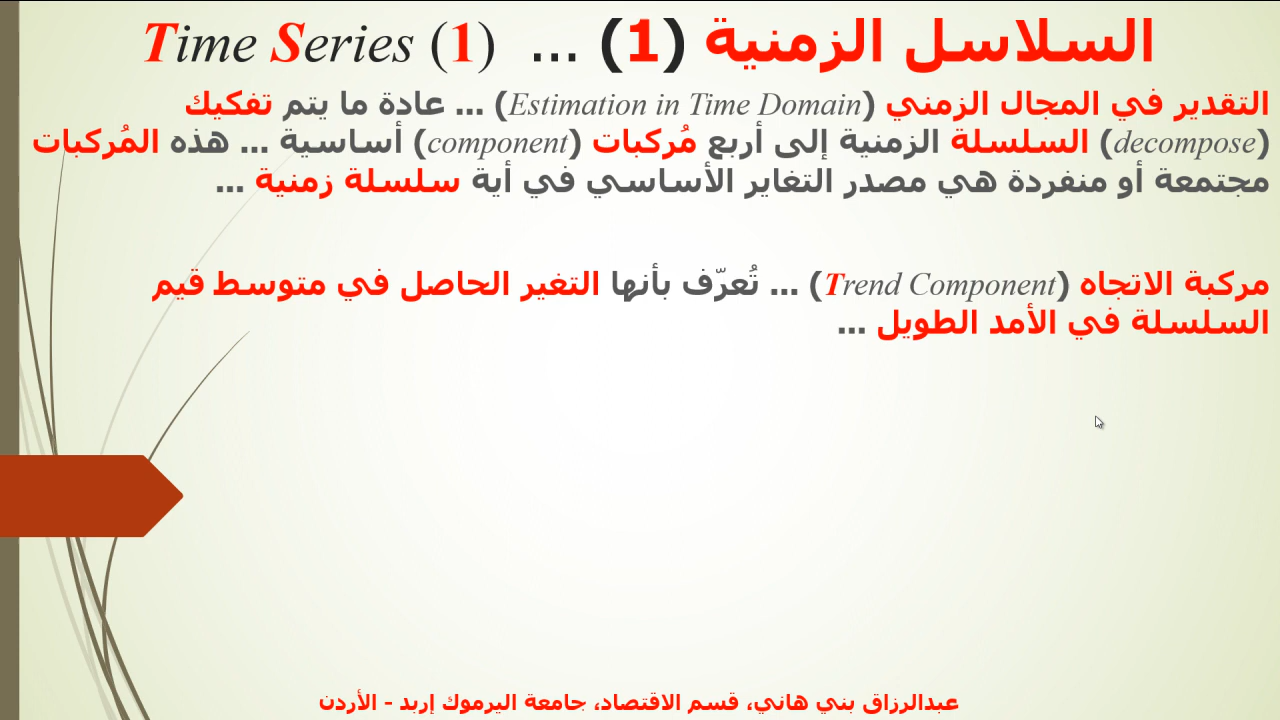 السلاسل الزمنية (1) ... Time Series (1)
التقدير في المجال الزمني (Estimation in Time Domain) ... عادة ما يتم تفكيك
(decompose) السلسلة الزمنية إلى أربع مُركبات (component) أساسية ... هذه المُركبات
مجتمعة أو منفردة هي مصدر التغاير الأساسي في أية سلسلة زمنية ...
مركبة الاتجاه (Trend Component) ... تُعرّف بأنها التغير الحاصل في متوسط قيم
السلسلة في الأمد الطويل ...
عبدالرزاق بني هاني، قسم الاقتصاد، جامعة اليرموك إربد - الأردن